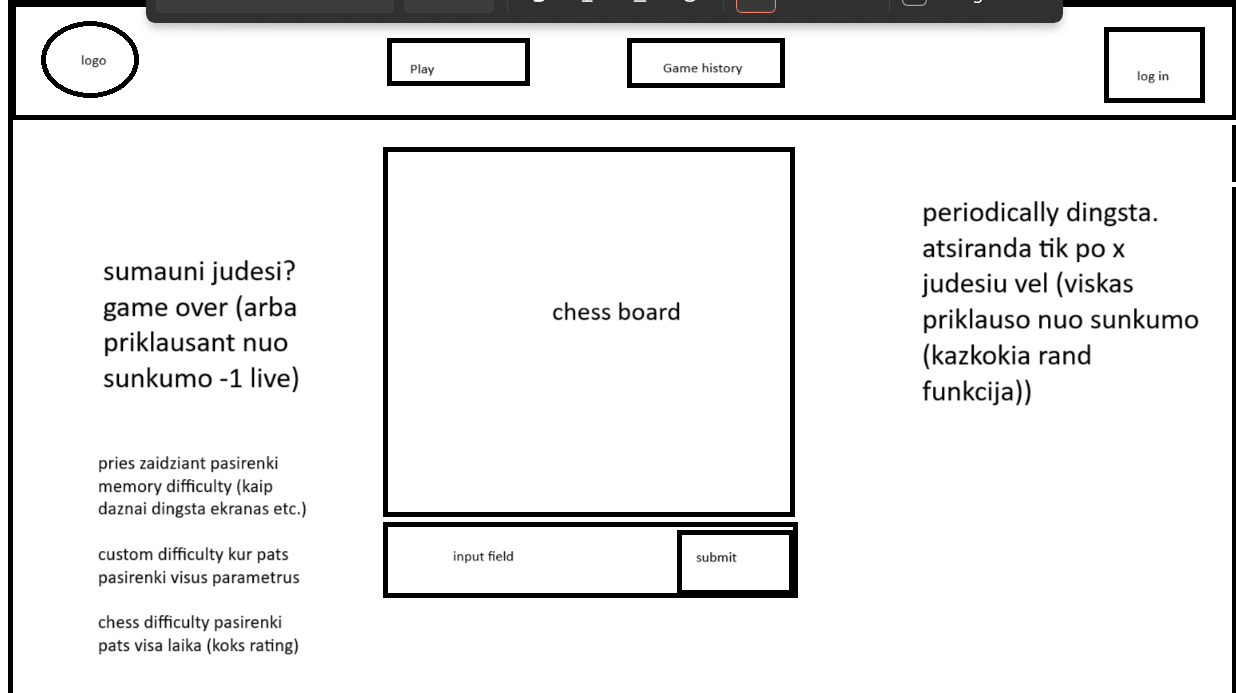 logo
Play
Game history
log in
sumauni judesi?
game over (arba
priklausant nuo
sunkumo -1 live)
pries zaidziant pasirenki
memory difficulty (kaip
daznai dingsta ekranas etc.)
custom difficulty kur pats
pasirenki visus parametrus
chess difficulty pasirenki
pats visa laika (koks rating)
chess board
input field
submit
periodically dingsta.
atsiranda tik po x
judesiu vel (viskas
priklauso nuo sunkumo
(kazkokia rand
funkcija))